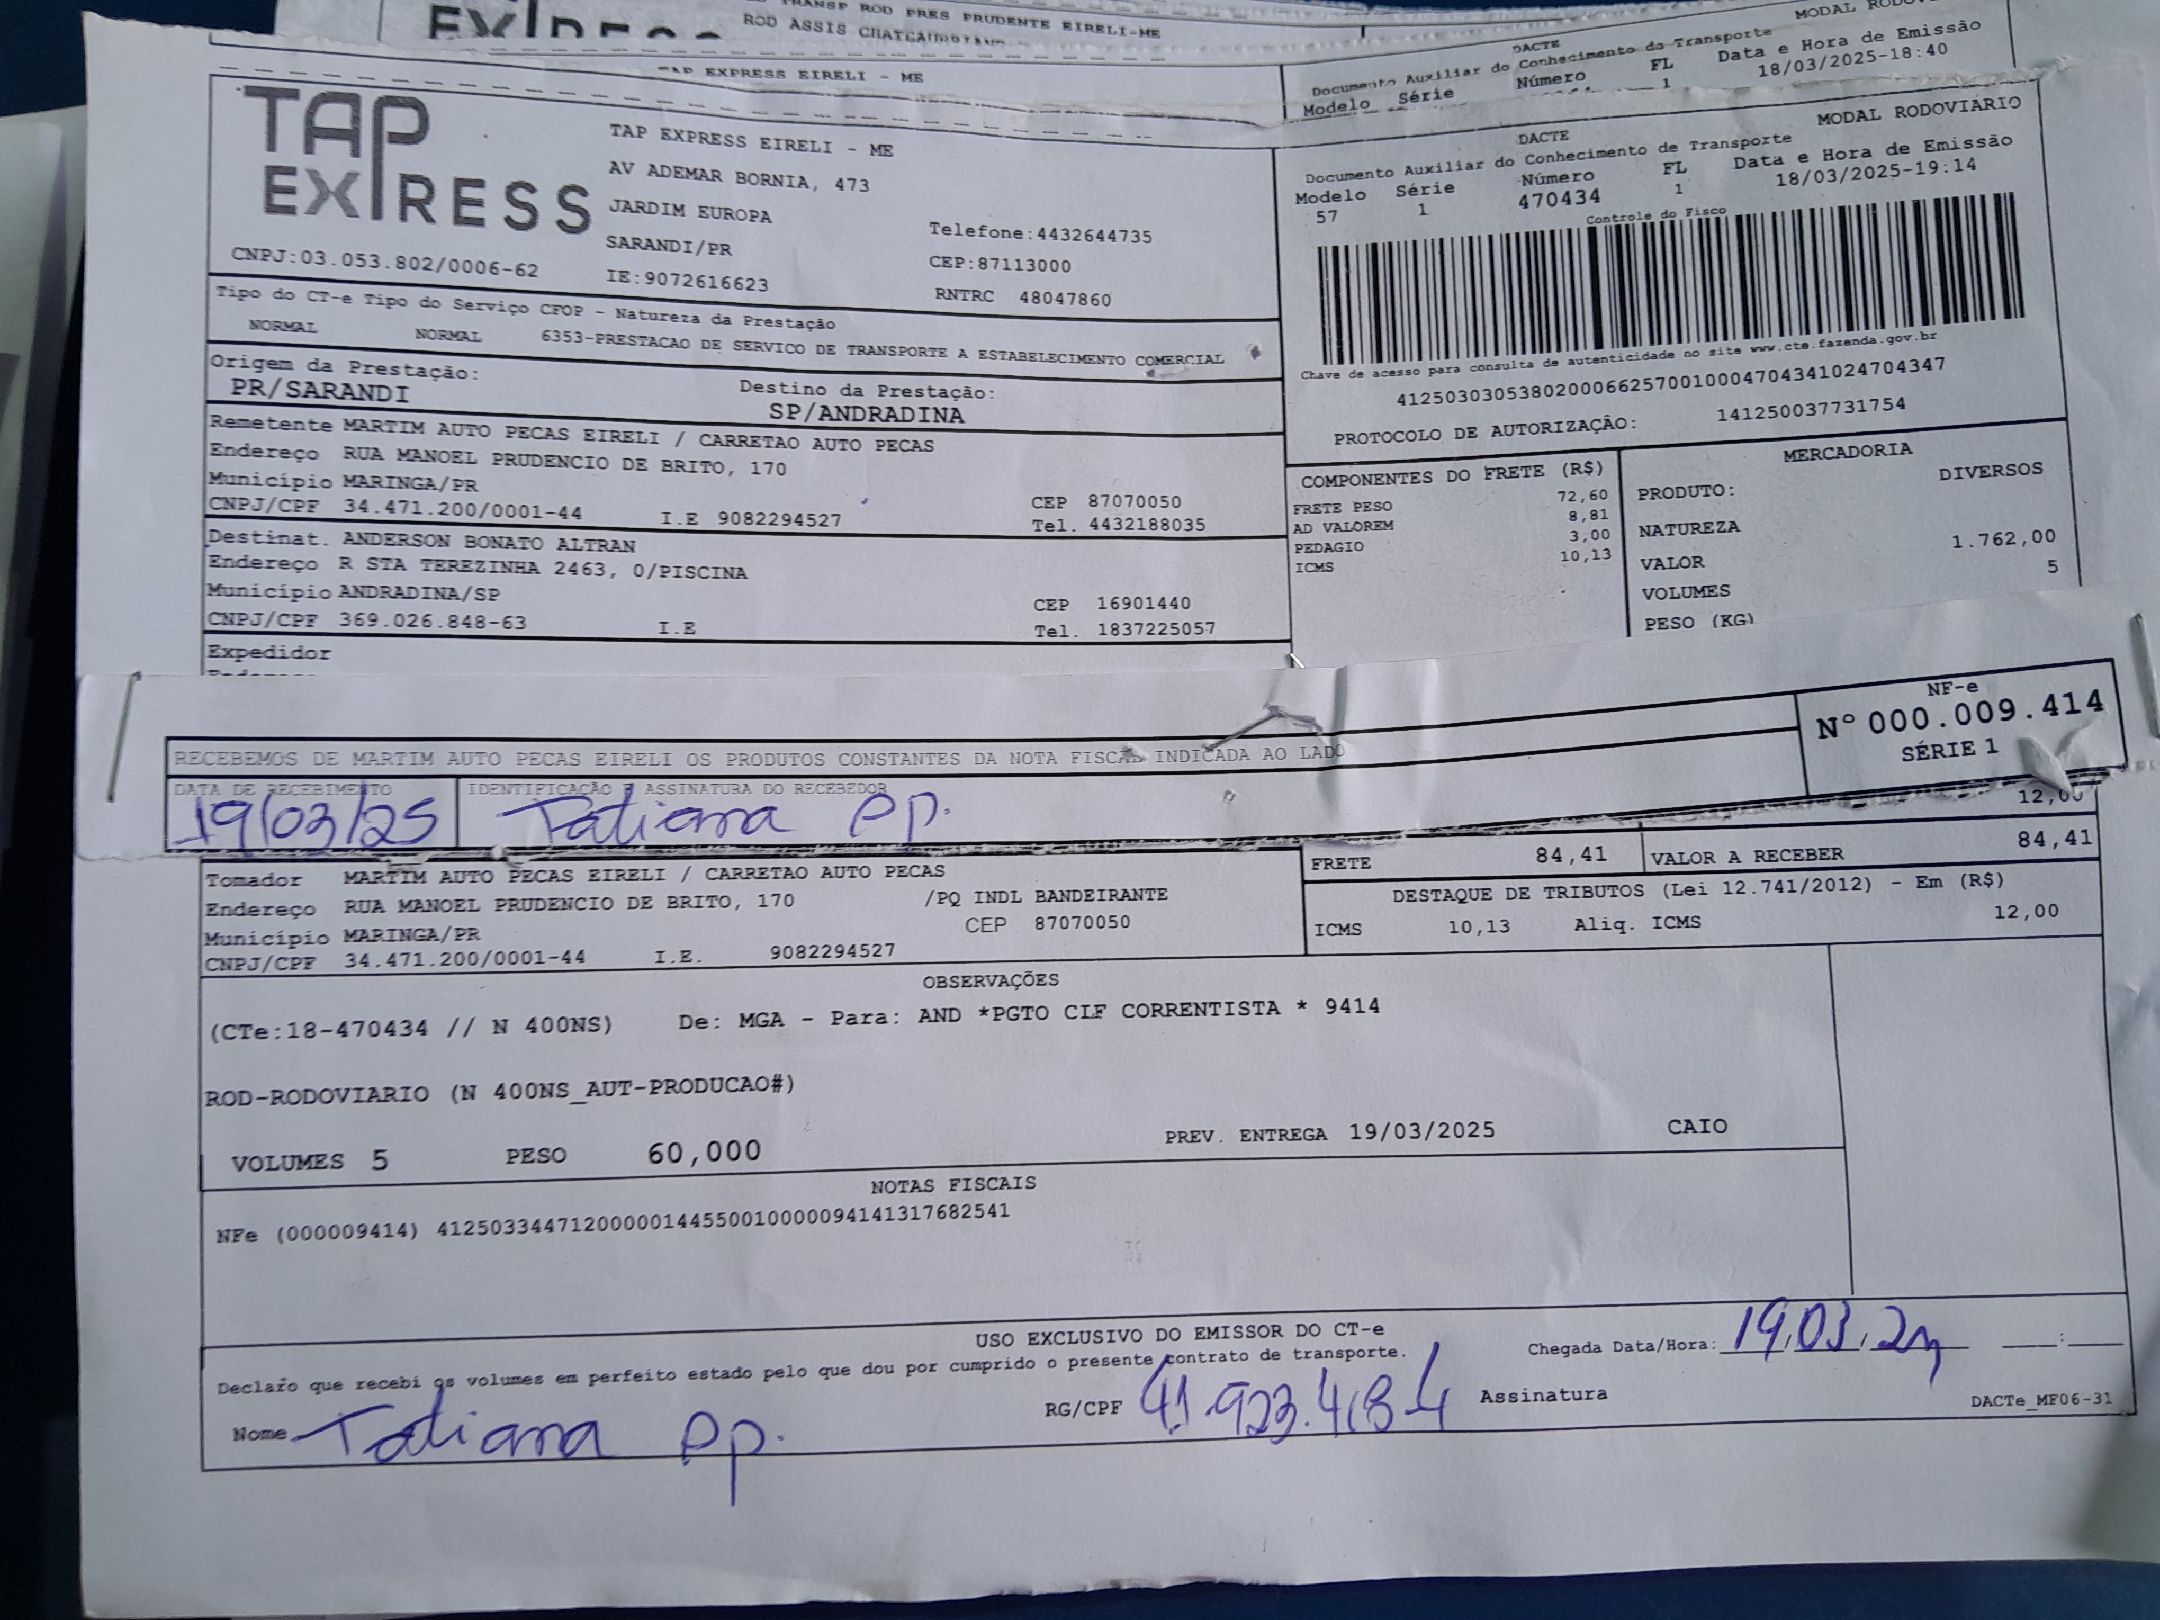 TRANSP ROD PRES PRUDENTE EIRELI-ME
ROD ASSIS
MODAL
DACTE
Documento Auxiliar do Conhecimento de Transporte
Modelo Série Número FL Data e Hora de Emissão
1 18/03/2025-18:40
TAP EXPRESS EIRELI - ME
TAP EXPRESS
TAP EXPRESS EIRELI - ME
AV ADEMAR BORNIA, 473
JARDIM EUROPA
SARANDI/PR
Telefone:4432644735
CNPJ:03.053.802/0006-62
IE:9072616623
CEP:87113000
RNTRC 48047860
DACTE
MODAL RODOVIÁRIO
Documento Auxiliar do Conhecimento de Transporte
Modelo Série Número FL Data e Hora de Emissão
57 1 470434 1 18/03/2025-19:14
Controle do Fisco
Chave de acesso para consulta de autenticidade no site www.cte.fazenda.gov.br
41250303053802000662570010004704341024704347
PROTOCOLO DE AUTORIZAÇÃO: 141250037731754
Tipo do CT-e Tipo do Serviço CFOP - Natureza da Prestação
NORMAL NORMAL 6353-PRESTACAO DE SERVICO DE TRANSPORTE A ESTABELECIMENTO COMERCIAL
Origem da Prestação: Destino da Prestação:
PR/SARANDI SP/ANDRADINA
Remetente MARTIM AUTO PECAS EIRELI / CARRETAO AUTO PECAS
Endereço RUA MANOEL PRUDENCIO DE BRITO, 170
Município MARINGA/PR CEP 87070050
CNPJ/CPF 34.471.200/0001-44 I.E 9082294527 Tel. 4432188035
Destinat. ANDERSON BONATO ALTRAN
Endereço R STA TEREZINHA 2463, 0/PISCINA
Município ANDRADINA/SP CEP 16901440
CNPJ/CPF 369.026.848-63 I.E Tel. 1837225057
Expedidor
COMPONENTES DO FRETE (R$)
FRETE PESO 72,60
AD VALOREM 8,81
PEDAGIO 3,00
ICMS 10,13
MERCADORIA
PRODUTO: DIVERSOS
NATUREZA
VALOR 1.762,00
VOLUMES 5
PESO (KG)
NF-e
Nº 000.009.414
SÉRIE 1
RECEBEMOS DE MARTIM AUTO PECAS EIRELI OS PRODUTOS CONSTANTES DA NOTA FISCAL INDICADA AO LADO
DATA DE RECEBIMENTO IDENTIFICAÇÃO E ASSINATURA DO RECEBEDOR
19/03/25 Tatiana pp.
12,00
FRETE 84,41 VALOR A RECEBER 84,41
Tomador MARTIM AUTO PECAS EIRELI / CARRETAO AUTO PECAS
Endereço RUA MANOEL PRUDENCIO DE BRITO, 170 /PQ INDL BANDEIRANTE
Município MARINGA/PR CEP 87070050
CNPJ/CPF 34.471.200/0001-44 I.E. 9082294527
DESTAQUE DE TRIBUTOS (Lei 12.741/2012) - Em (R$)
ICMS 10,13 Aliq. ICMS 12,00
OBSERVAÇÕES
(CTe:18-470434 // N 400NS) De: MGA - Para: AND *PGTO CIF CORRENTISTA * 9414
ROD-RODOVIARIO (N 400NS_AUT-PRODUCAO#)
VOLUMES 5 PESO 60,000 PREV. ENTREGA 19/03/2025 CAIO
NOTAS FISCAIS
NFe (000009414) 41250334471200000144550010000094141317682541
USO EXCLUSIVO DO EMISSOR DO CT-e
Declaro que recebi os volumes em perfeito estado pelo que dou por cumprido o presente contrato de transporte.
Chegada Data/Hora: 19.03.25 :
Nome Tatiana pp. RG/CPF 41.923.418-4 Assinatura
DACTe_MF06-31